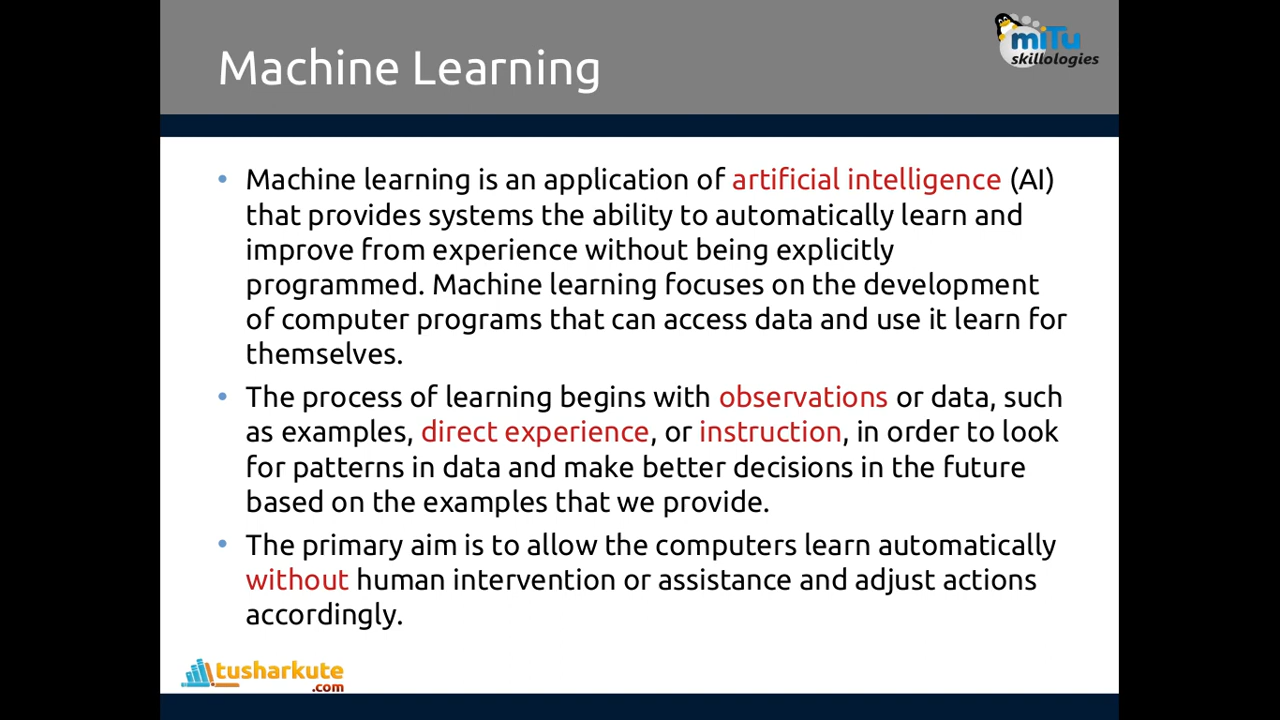 Machine Learning
miTu
skillologies
• Machine learning is an application of artificial intelligence (AI)
that provides systems the ability to automatically learn and
improve from experience without being explicitly
programmed. Machine learning focuses on the development
of computer programs that can access data and use it learn for
themselves.
• The process of learning begins with observations or data, such
as examples, direct experience, or instruction, in order to look
for patterns in data and make better decisions in the future
based on the examples that we provide.
• The primary aim is to allow the computers learn automatically
without human intervention or assistance and adjust actions
accordingly.
tusharkute
.com